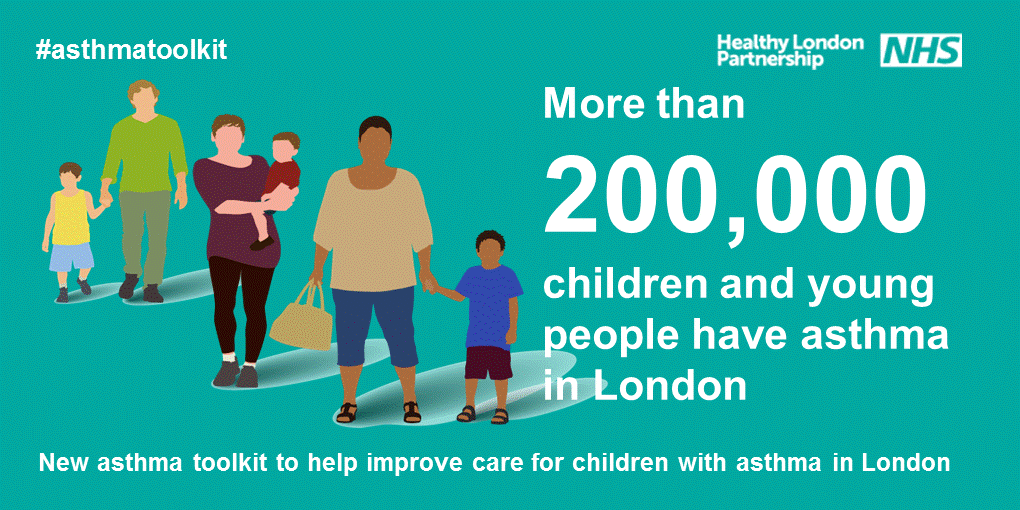 #asthmatoolkit
Healthy London
Partnership
NHS
More than
200,000
children and young
people have asthma
in London
New asthma toolkit to help improve care for children with asthma in London